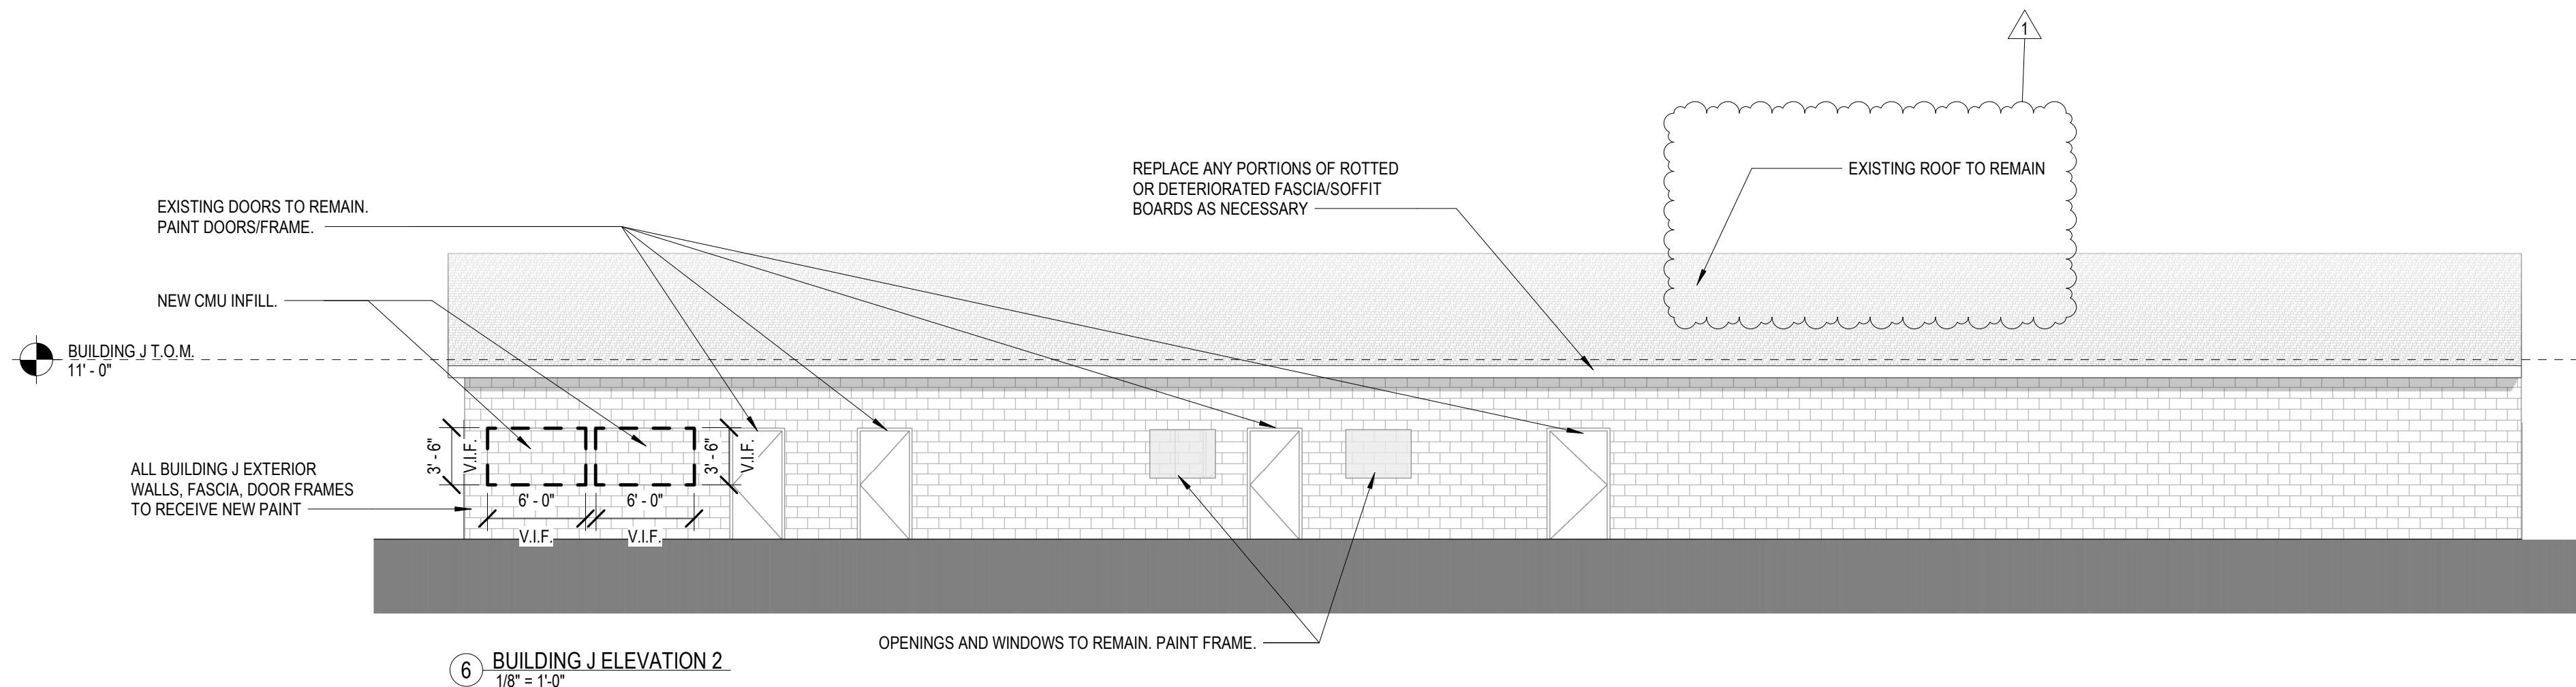 1
REPLACE ANY PORTIONS OF ROTTED
OR DETERIORATED FASCIA/SOFFIT
BOARDS AS NECESSARY
EXISTING ROOF TO REMAIN
EXISTING DOORS TO REMAIN.
PAINT DOORS/FRAME.
NEW CMU INFILL.
BUILDING J T.O.M.
11' - 0"
3' - 6"
V.I.F.
3' - 6"
V.I.F.
ALL BUILDING J EXTERIOR
WALLS, FASCIA, DOOR FRAMES
TO RECEIVE NEW PAINT
6' - 0"
V.I.F.
6' - 0"
V.I.F.
OPENINGS AND WINDOWS TO REMAIN. PAINT FRAME.
6
BUILDING J ELEVATION 2
1/8" = 1'-0"